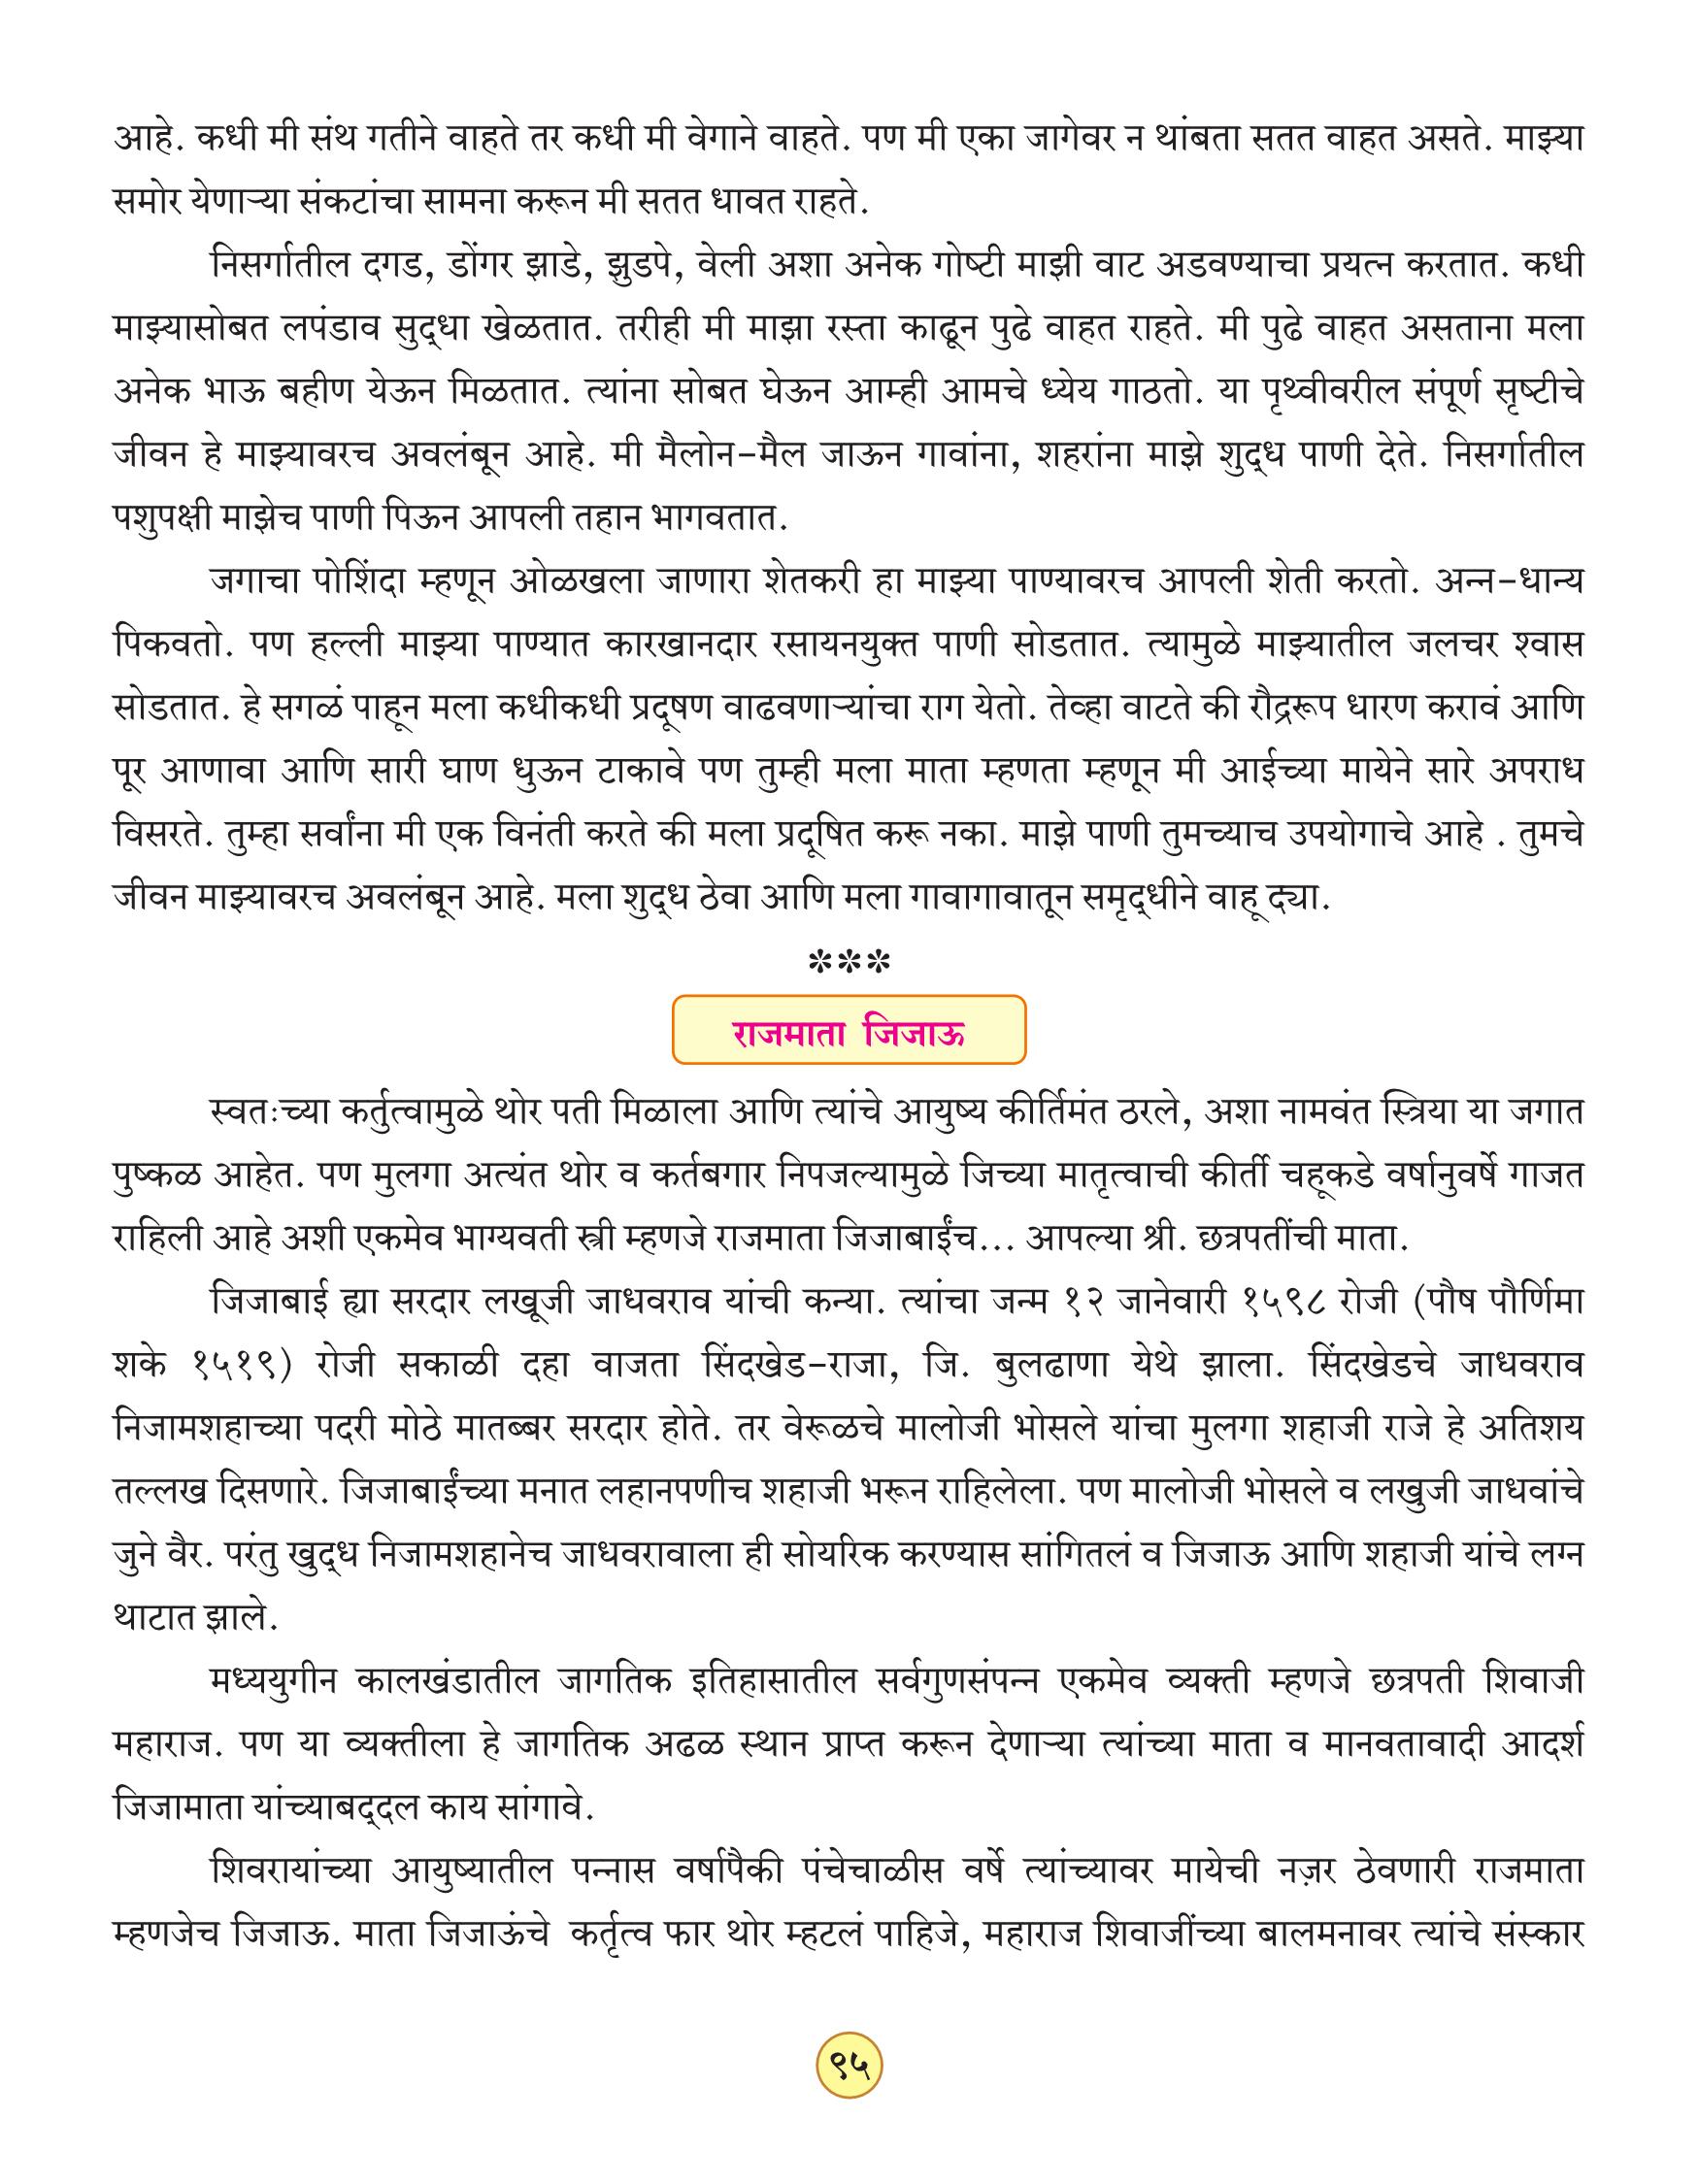 आहे. कधी मी संथ गतीने वाहते तर कधी मी वेगाने वाहते. पण मी एका जागेवर न थांबता सतत वाहत असते. माझ्या
समोर येणाऱ्या संकटांचा सामना करून मी सतत धावत राहते.
निसर्गातील दगड, डोंगर झाडे, झुडपे, वेली अशा अनेक गोष्टी माझी वाट अडवण्याचा प्रयत्न करतात. कधी
माझ्यासोबत लपंडाव सुद्धा खेळतात. तरीही मी माझा रस्ता काढून पुढे वाहत राहते. मी पुढे वाहत असताना मला
अनेक भाऊ बहीण येऊन मिळतात. त्यांना सोबत घेऊन आम्ही आमचे ध्येय गाठतो. या पृथ्वीवरील संपूर्ण सृष्टीचे
जीवन हे माझ्यावरच अवलंबून आहे. मी मैलोन-मैल जाऊन गावांना, शहरांना माझे शुद्ध पाणी देते. निसर्गातील
पशुपक्षी माझेच पाणी पिऊन आपली तहान भागवतात.
जगाचा पोशिंदा म्हणून ओळखला जाणारा शेतकरी हा माझ्या पाण्यावरच आपली शेती करतो. अन्न-धान्य
पिकवतो. पण हल्ली माझ्या पाण्यात कारखानदार रसायनयुक्त पाणी सोडतात. त्यामुळे माझ्यातील जलचर श्वास
सोडतात. हे सगळं पाहून मला कधीकधी प्रदूषण वाढवणाऱ्यांचा राग येतो. तेव्हा वाटते की रौद्ररूप धारण करावं आणि
पूर आणावा आणि सारी घाण धुऊन टाकावे पण तुम्ही मला माता म्हणता म्हणून मी आईच्या मायेने सारे अपराध
विसरते. तुम्हा सर्वांना मी एक विनंती करते की मला प्रदूषित करू नका. माझे पाणी तुमच्याच उपयोगाचे आहे . तुमचे
जीवन माझ्यावरच अवलंबून आहे. मला शुद्ध ठेवा आणि मला गावागावातून समृद्धीने वाहू द्या.
***
राजमाता जिजाऊ
स्वतःच्या कर्तुत्वामुळे थोर पती मिळाला आणि त्यांचे आयुष्य कीर्तिमंत ठरले, अशा नामवंत स्त्रिया या जगात
पुष्कळ आहेत. पण मुलगा अत्यंत थोर व कर्तबगार निपजल्यामुळे जिच्या मातृत्वाची कीर्ती चहूकडे वर्षानुवर्षे गाजत
राहिली आहे अशी एकमेव भाग्यवती स्त्री म्हणजे राजमाता जिजाबाईंच... आपल्या श्री. छत्रपतींची माता.
जिजाबाई ह्या सरदार लखूजी जाधवराव यांची कन्या. त्यांचा जन्म १२ जानेवारी १५९८ रोजी (पौष पौर्णिमा
शके १५१९) रोजी सकाळी दहा वाजता सिंदखेड-राजा, जि. बुलढाणा येथे झाला. सिंदखेडचे जाधवराव
निजामशहाच्या पदरी मोठे मातब्बर सरदार होते. तर वेरूळचे मालोजी भोसले यांचा मुलगा शहाजी राजे हे अतिशय
तल्लख दिसणारे. जिजाबाईंच्या मनात लहानपणीच शहाजी भरून राहिलेला. पण मालोजी भोसले व लखुजी जाधवांचे
जुने वैर. परंतु खुद्ध निजामशहानेच जाधवरावाला ही सोयरिक करण्यास सांगितलं व जिजाऊ आणि शहाजी यांचे लग्न
थाटात झाले.
मध्ययुगीन कालखंडातील जागतिक इतिहासातील सर्वगुणसंपन्न एकमेव व्यक्ती म्हणजे छत्रपती शिवाजी
महाराज. पण या व्यक्तीला हे जागतिक अढळ स्थान प्राप्त करून देणाऱ्या त्यांच्या माता व मानवतावादी आदर्श
जिजामाता यांच्याबद्दल काय सांगावे.
शिवरायांच्या आयुष्यातील पन्नास वर्षांपैकी पंचेचाळीस वर्षे त्यांच्यावर मायेची नज़र ठेवणारी राजमाता
म्हणजेच जिजाऊ. माता जिजाऊंचे कर्तृत्व फार थोर म्हटलं पाहिजे, महाराज शिवाजींच्या बालमनावर त्यांचे संस्कार
९५